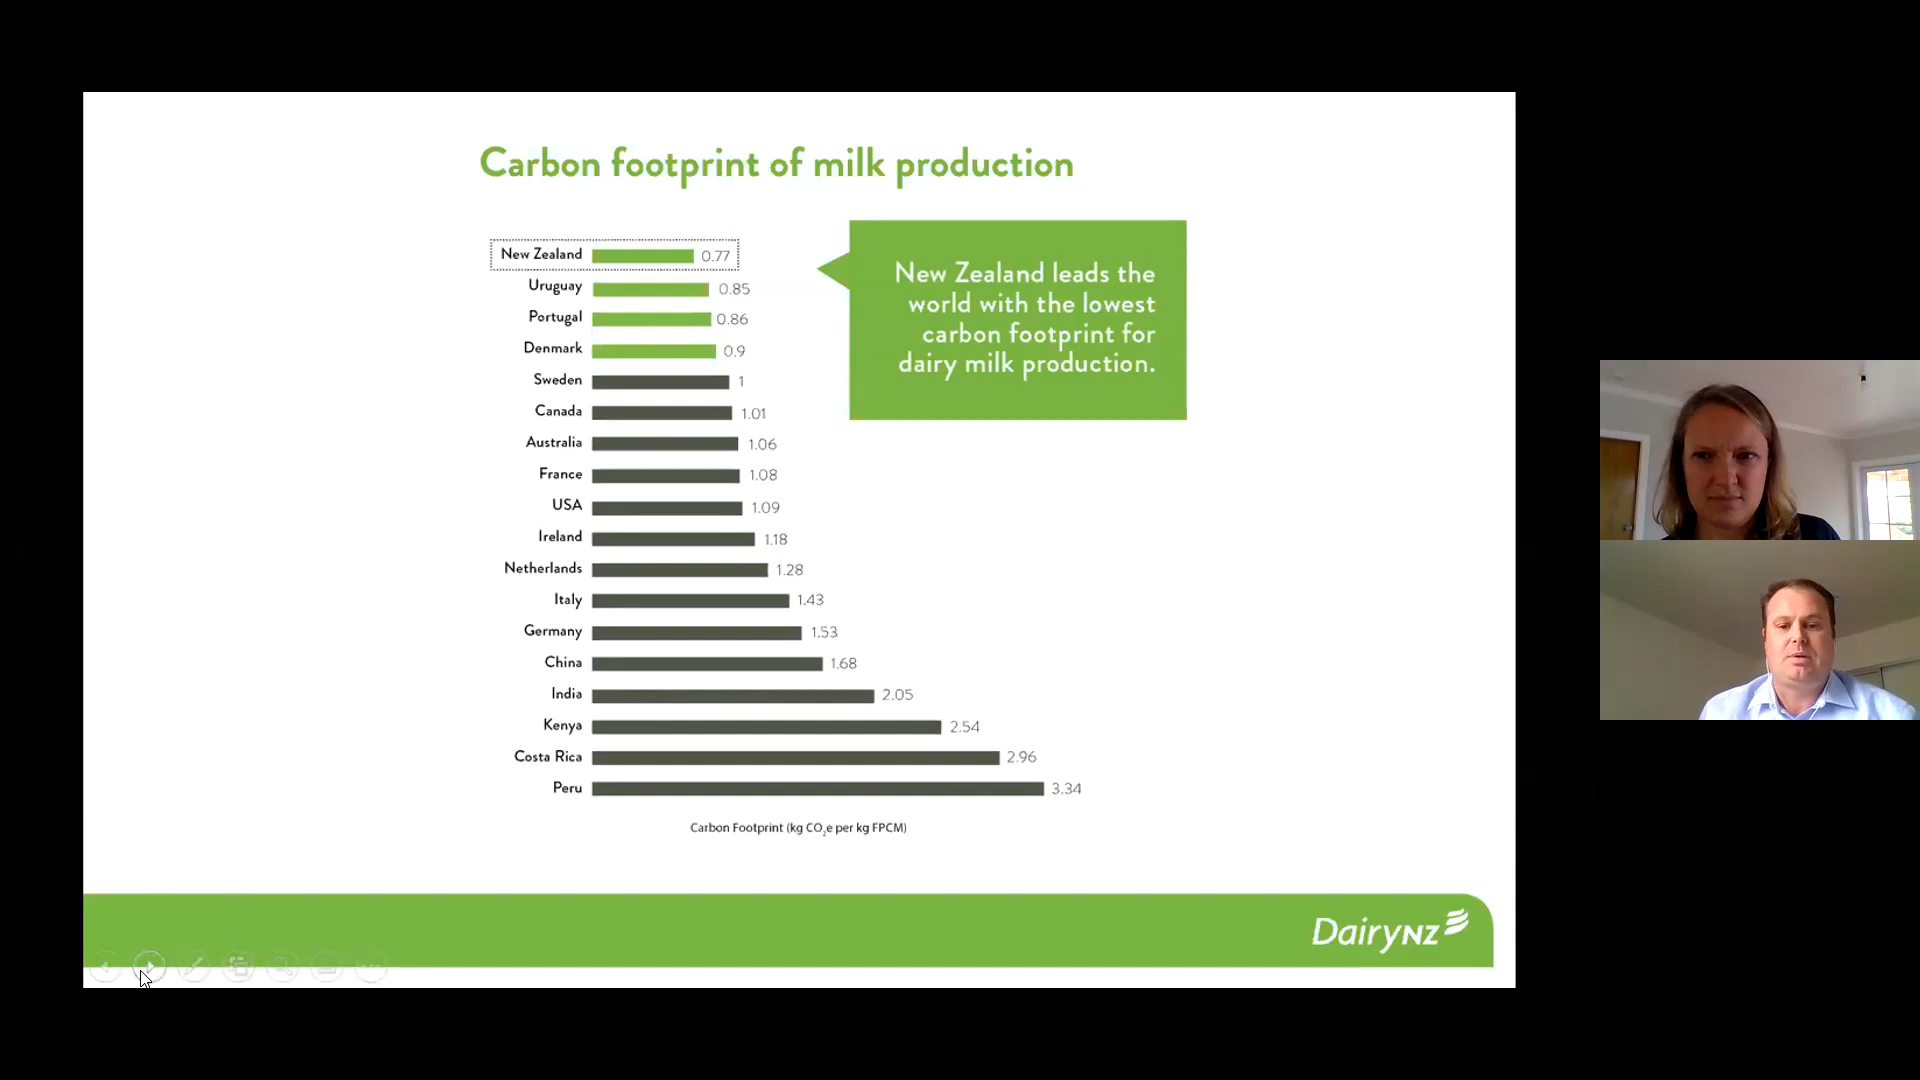 Carbon footprint of milk production
New Zealand 0.77
Uruguay 0.85
Portugal 0.86
Denmark 0.9
Sweden 1
Canada 1.01
Australia 1.06
France 1.08
USA 1.09
Ireland 1.18
Netherlands 1.28
Italy 1.43
Germany 1.53
China 1.68
India 2.05
Kenya 2.54
Costa Rica 2.96
Peru 3.34
Carbon Footprint (kg CO₂e per kg FPCM)
New Zealand leads the
world with the lowest
carbon footprint for
dairy milk production.
DairyNZ